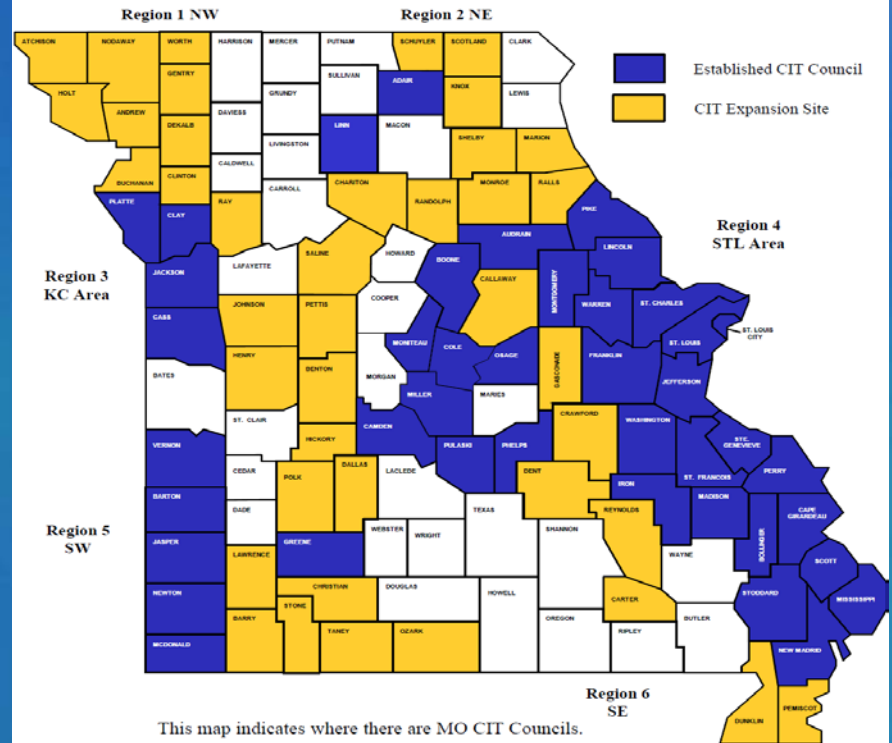 Region 1 NW
Region 2 NE
ATCHISON
NODAWAY
WORTH
HARRISON
MERCER
PUTNAM
SCHUYLER
SCOTLAND
CLARK
GENTRY
SULLIVAN
ADAIR
Established CIT Council
HOLT
GRUNDY
KNOX
LEWIS
ANDREW
DAVIESS
CIT Expansion Site
DEKALB
LINN
MACON
LIVINGSTON
SHELBY
MARION
CALDWELL
BUCHANAN
CLINTON
CARROLL
CHARITON
MONROE
RALLS
PLATTE
CLAY
RAY
RANDOLPH
PIKE
Region 4
STL Area
AUDRAIN
LINCOLN
Region 3
KC Area
JACKSON
LAFAYETTE
SALINE
HOWARD
BOONE
CALLAWAY
MONTGOMERY
WARREN
ST. CHARLES
COOPER
CASS
JOHNSON
PETTIS
ST. LOUIS
ST. LOUIS
CITY
MONITEAU
COLE
OSAGE
GASCONADE
FRANKLIN
HENRY
BENTON
JEFFERSON
BATES
MORGAN
MILLER
MARIES
CRAWFORD
WASHINGTON
ST. CLAIR
CAMDEN
HICKORY
PULASKI
PHELPS
STE.
GENEVIEVE
VERNON
CEDAR
POLK
DALLAS
LACLEDE
DENT
IRON
ST. FRANCOIS
PERRY
BARTON
MADISON
DADE
TEXAS
REYNOLDS
CAPE
GIRARDEAU
Region 5
SW
JASPER
GREENE
WEBSTER
WRIGHT
SHANNON
WAYNE
BOLLINGER
LAWRENCE
SCOTT
NEWTON
CHRISTIAN
DOUGLAS
HOWELL
CARTER
STODDARD
MISSISSIPPI
STONE
BARRY
TANEY
OZARK
OREGON
RIPLEY
BUTLER
MCDONALD
NEW MADRID
Region 6
SE
PEMISCOT
DUNKLIN
This map indicates where there are MO CIT Councils.